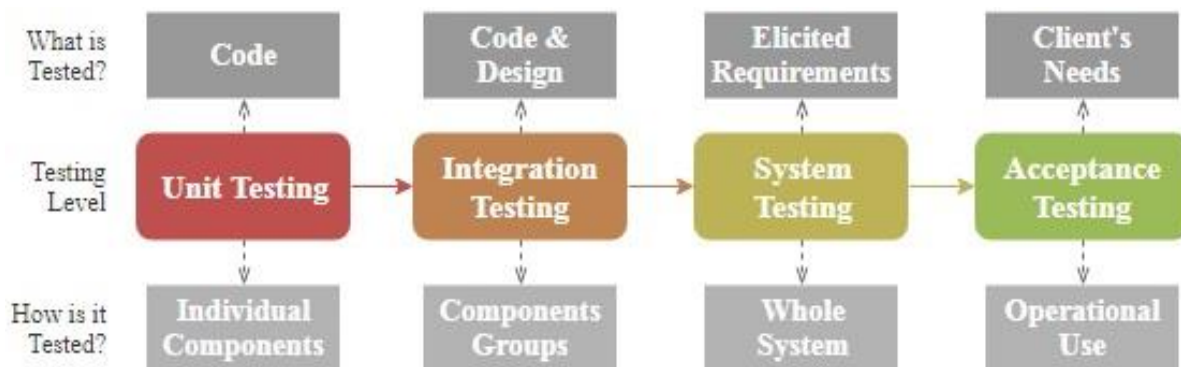 What is
Tested?
Code
Code &
Design
Elicited
Requirements
Client's
Needs
Testing
Level
Unit Testing
Integration
Testing
System
Testing
Acceptance
Testing
How is it
Tested?
Individual
Components
Components
Groups
Whole
System
Operational
Use